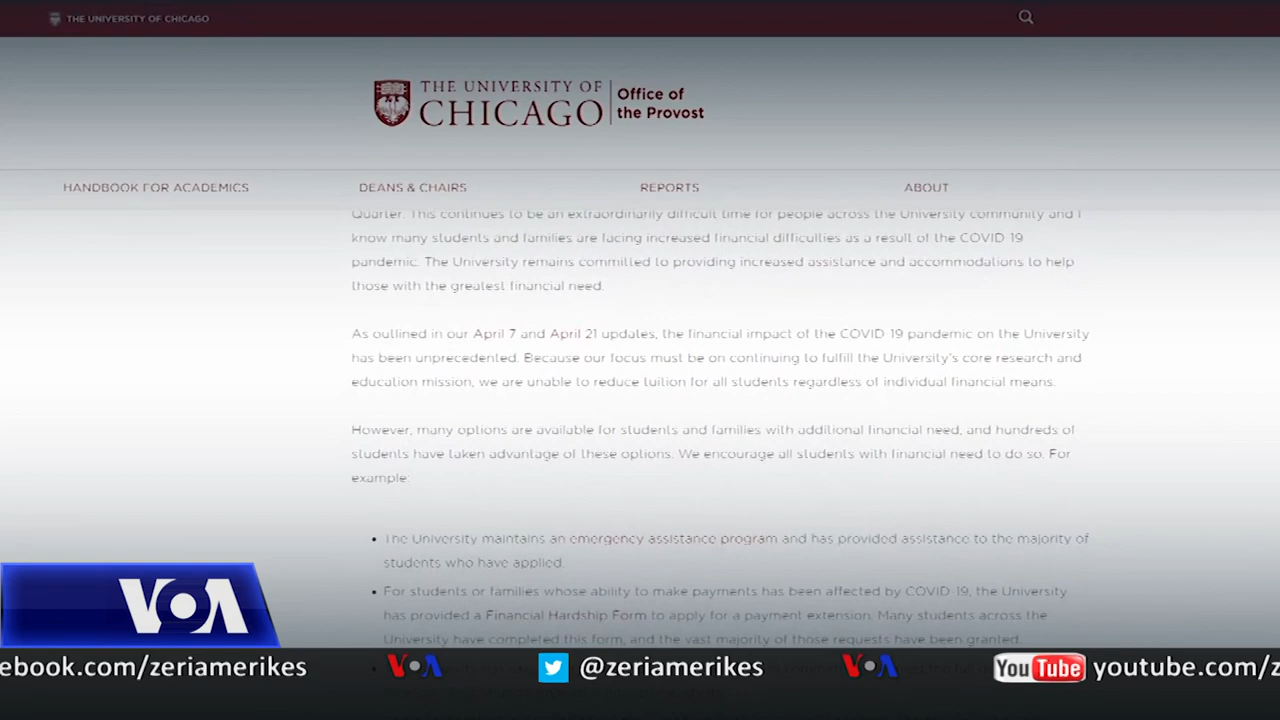 THE UNIVERSITY OF CHICAGO
THE UNIVERSITY OF
CHICAGO
Office of
the Provost
HANDBOOK FOR ACADEMICS
DEANS & CHAIRS
REPORTS
ABOUT
Quarter. This continues to be an extraordinarily difficult time for people across the University community and I
know many students and families are facing increased financial difficulties as a result of the COVID-19
pandemic. The University remains committed to providing increased assistance and accommodations to help
those with the greatest financial need.
As outlined in our April 7 and April 21 updates, the financial impact of the COVID-19 pandemic on the University
has been unprecedented. Because our focus must be on continuing to fulfill the University's core research and
education mission, we are unable to reduce tuition for all students regardless of individual financial means.
However, many options are available for students and families with additional financial need, and hundreds of
students have taken advantage of these options. We encourage all students with financial need to do so. For
example:
• The University maintains an emergency assistance program and has provided assistance to the majority of
students who have applied.
• For students or families whose ability to make payments has been affected by COVID-19, the University
has provided a Financial Hardship Form to apply for a payment extension. Many students across the
University have completed this form, and the vast majority of those requests have been granted.
VOA
ebook.com/zeriamerikes
VOA
@zeriamerikes
VOA
YouTube
youtube.com/z